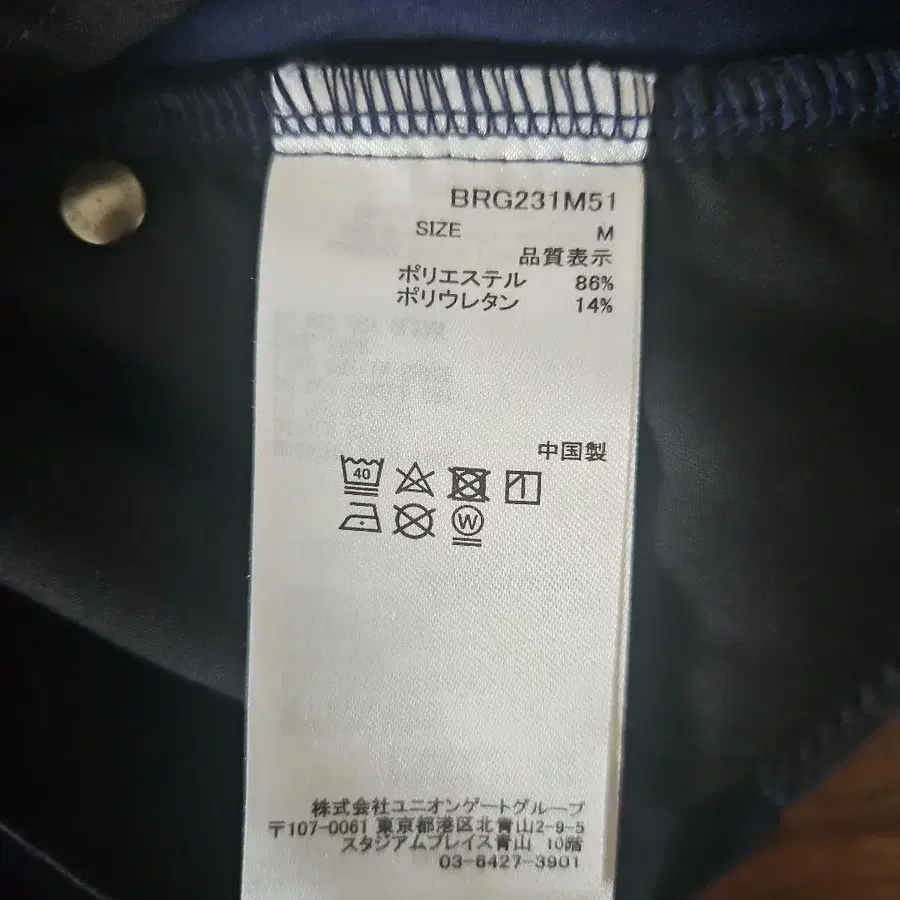 BRG231M51
SIZE M
品質表示
ポリエステル 86%
ポリウレタン 14%
中国製
40
W
株式会社ユニオンゲートグループ
〒107-0061 東京都港区北青山2-9-5
スタジアムプレイス青山 10階
03-6427-3901